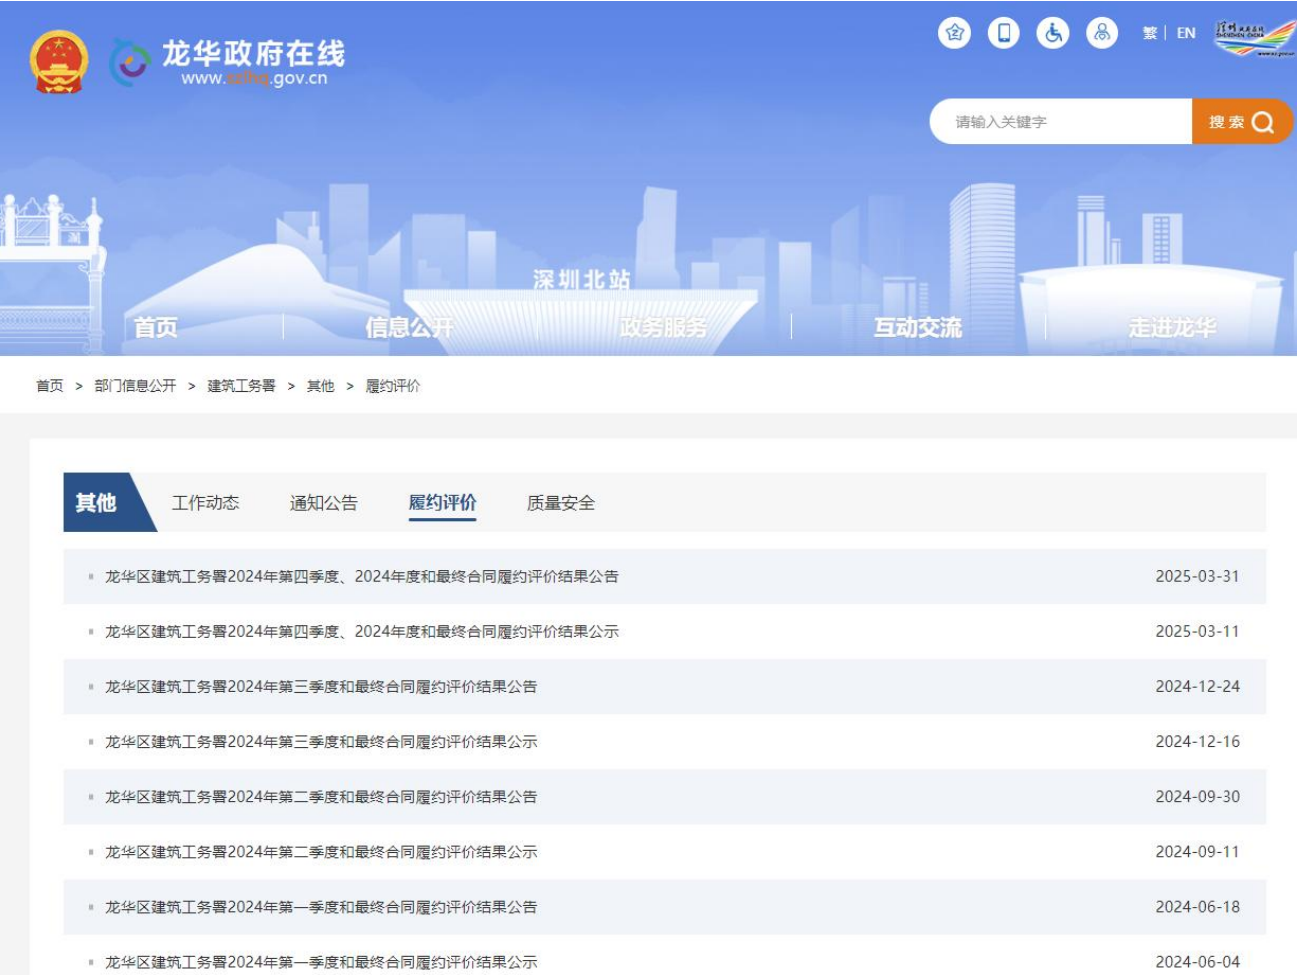 繁 | EN
龙华政府在线
www.szlhq.gov.cn
请输入关键字
搜索
深圳北站
首页 信息公开 政务服务 互动交流 走进龙华
首页 > 部门信息公开 > 建筑工务署 > 其他 > 履约评价
其他 工作动态 通知公告 履约评价 质量安全
龙华区建筑工务署2024年第四季度、2024年度和最终合同履约评价结果公告 2025-03-31
龙华区建筑工务署2024年第四季度、2024年度和最终合同履约评价结果公示 2025-03-11
龙华区建筑工务署2024年第三季度和最终合同履约评价结果公告 2024-12-24
龙华区建筑工务署2024年第三季度和最终合同履约评价结果公示 2024-12-16
龙华区建筑工务署2024年第二季度和最终合同履约评价结果公告 2024-09-30
龙华区建筑工务署2024年第二季度和最终合同履约评价结果公示 2024-09-11
龙华区建筑工务署2024年第一季度和最终合同履约评价结果公告 2024-06-18
龙华区建筑工务署2024年第一季度和最终合同履约评价结果公示 2024-06-04